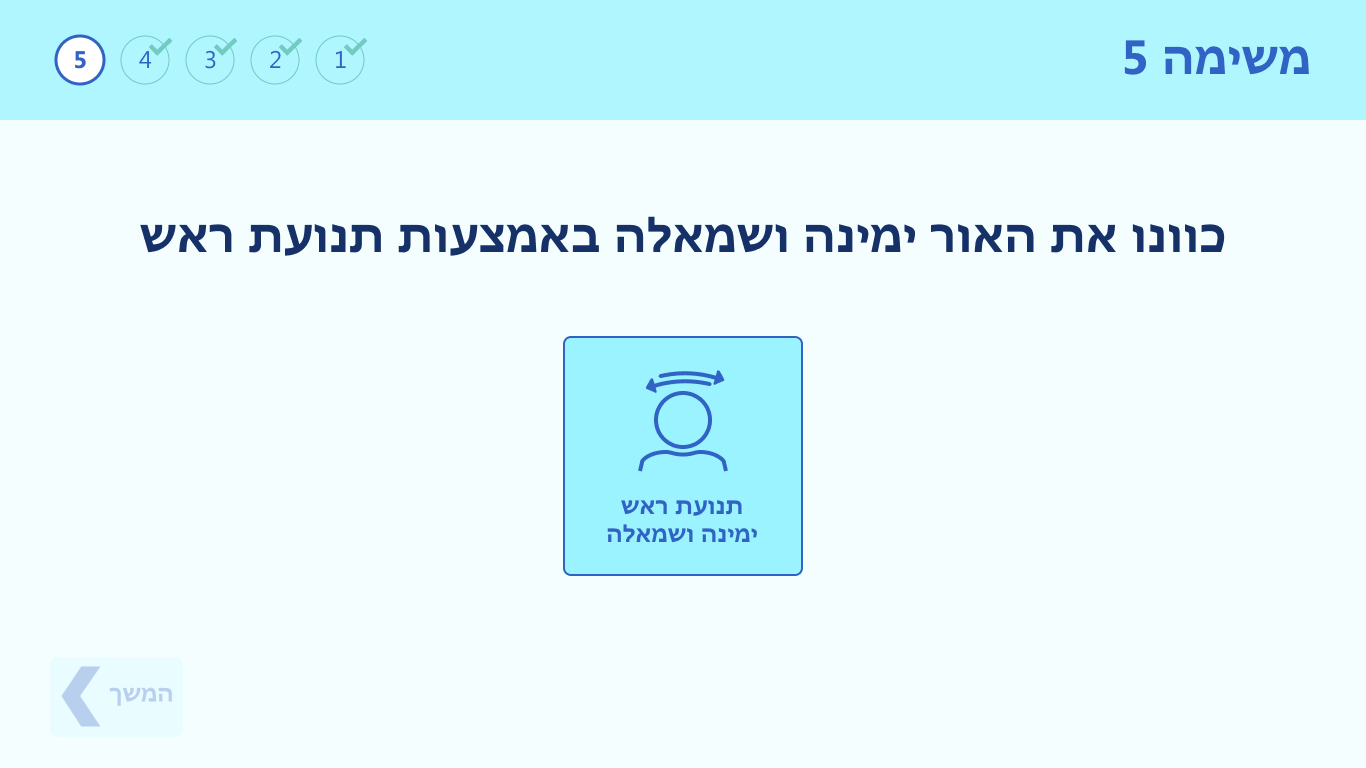 משימה 5
1 2 3 4 5
כוונו את האור ימינה ושמאלה באמצעות תנועת ראש
תנועת ראש
ימינה ושמאלה
המשך